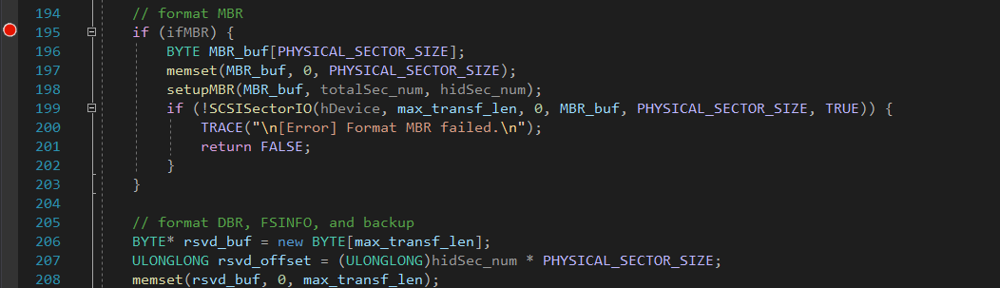 194 // format MBR
195 if (ifMBR) {
196 BYTE MBR_buf[PHYSICAL_SECTOR_SIZE];
197 memset(MBR_buf, 0, PHYSICAL_SECTOR_SIZE);
198 setupMBR(MBR_buf, totalSec_num, hidSec_num);
199 if (!SCSISectorIO(hDevice, max_transf_len, 0, MBR_buf, PHYSICAL_SECTOR_SIZE, TRUE)) {
200 TRACE("\n[Error] Format MBR failed.\n");
201 return FALSE;
202 }
203 }
204
205 // format DBR, FSINFO, and backup
206 BYTE* rsvd_buf = new BYTE[max_transf_len];
207 ULONGLONG rsvd_offset = (ULONGLONG)hidSec_num * PHYSICAL_SECTOR_SIZE;
208 memset(rsvd_buf, 0, max_transf_len);